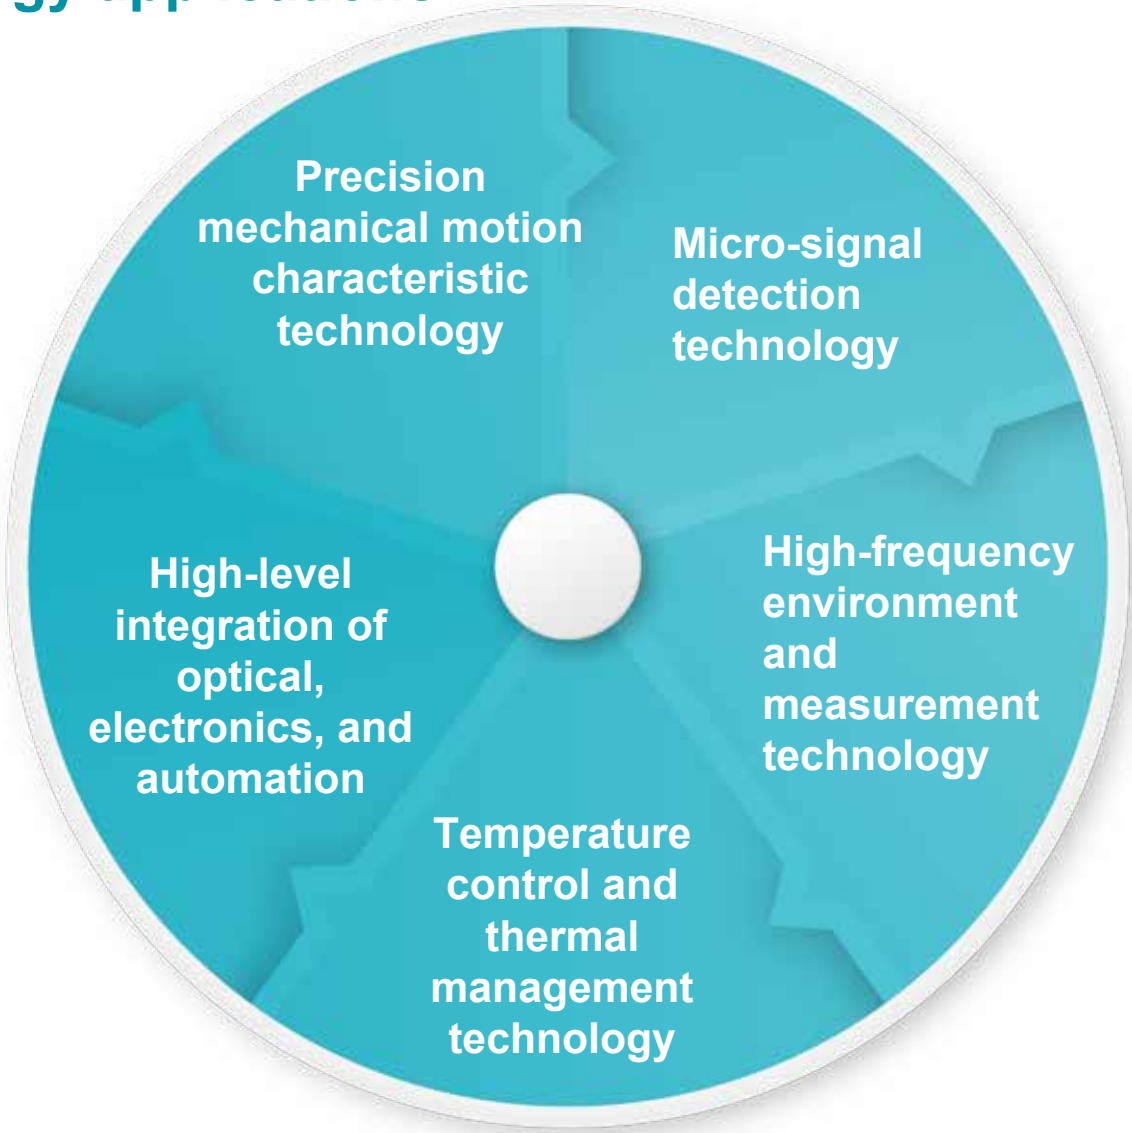 Precision
mechanical motion
characteristic
technology
Micro-signal
detection
technology
High-frequency
environment
and
measurement
technology
Temperature
control and
thermal
management
technology
High-level
integration of
optical,
electronics, and
automation